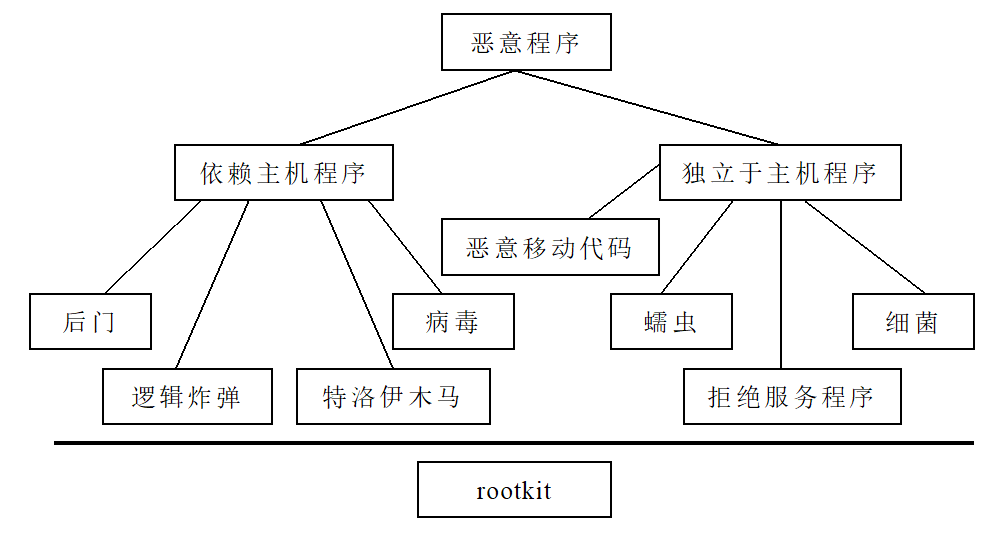 恶意程序
依赖主机程序
独立于主机程序
恶意移动代码
后门
病毒
蠕虫
细菌
逻辑炸弹
特洛伊木马
拒绝服务程序
rootkit